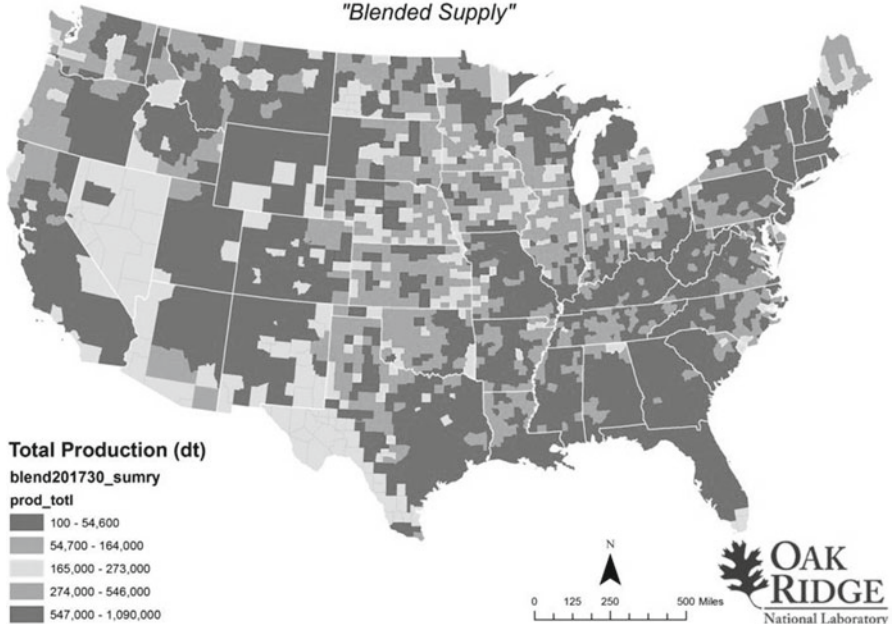 "Blended Supply"
Total Production (dt)
blend201730_sumry
prod_totl
100 - 54,600
54,700 - 164,000
165,000 - 273,000
274,000 - 546,000
547,000 - 1,090,000
N
0 125 250 500 Miles
OAK
RIDGE
National Laboratory